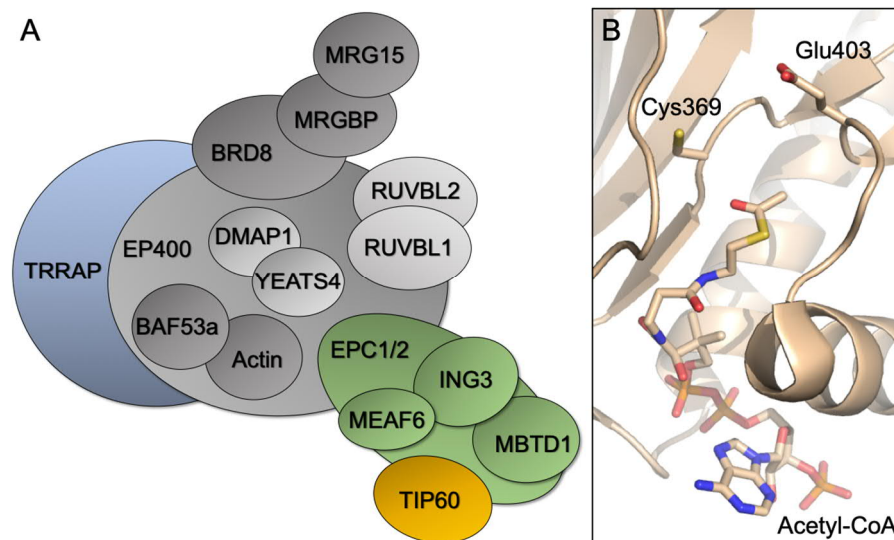 A
MRG15
MRGBP
BRD8
RUVBL2
DMAP1
EP400
RUVBL1
TRRAP
YEATS4
BAF53a
EPC1/2
Actin
ING3
MEAF6
MBTD1
TIP60
B
Glu403
Cys369
Acetyl-CoA